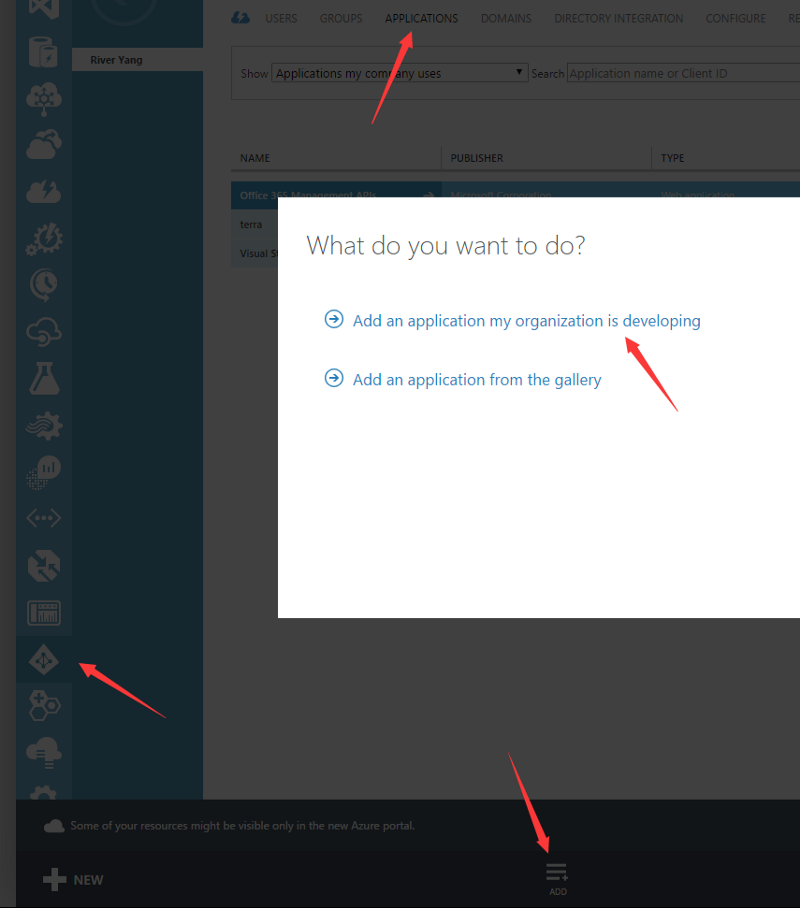 USERS GROUPS APPLICATIONS DOMAINS DIRECTORY INTEGRATION CONFIGURE RE
River Yang
Show Applications my company uses Search Application name or Client ID
NAME PUBLISHER TYPE
Office 365 Management APIs Microsoft Corporation Web application
terra
Visual St
What do you want to do?
Add an application my organization is developing
Add an application from the gallery
Some of your resources might be visible only in the new Azure portal.
NEW ADD